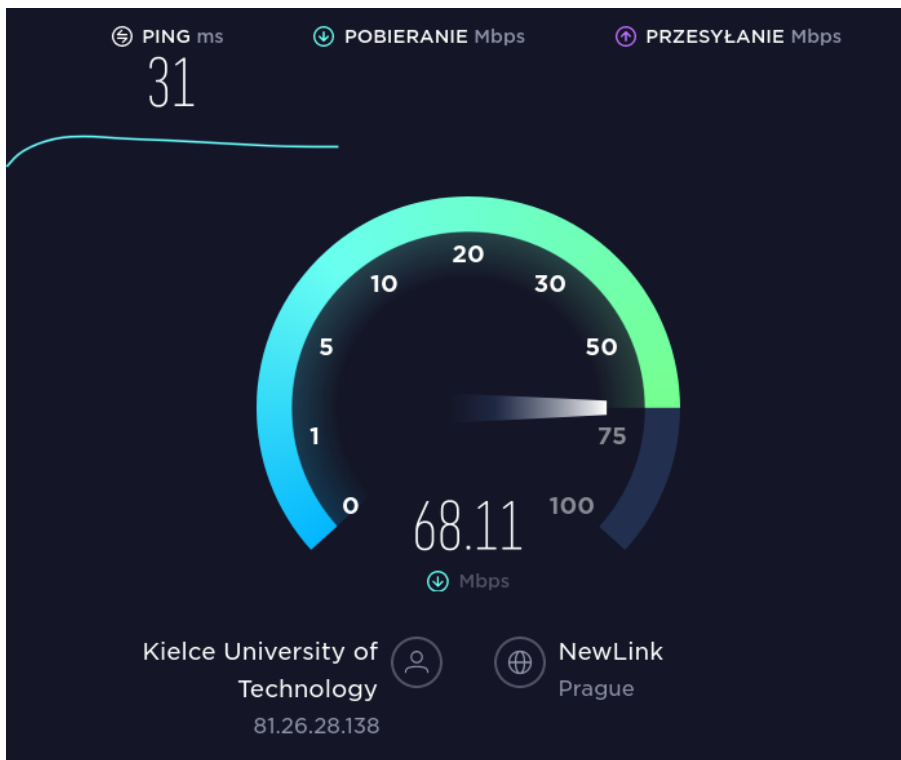 PING ms
31
POBIERANIE Mbps
PRZESYŁANIE Mbps
0
1
5
10
20
30
50
75
100
68.11
Mbps
Kielce University of
Technology
81.26.28.138
NewLink
Prague